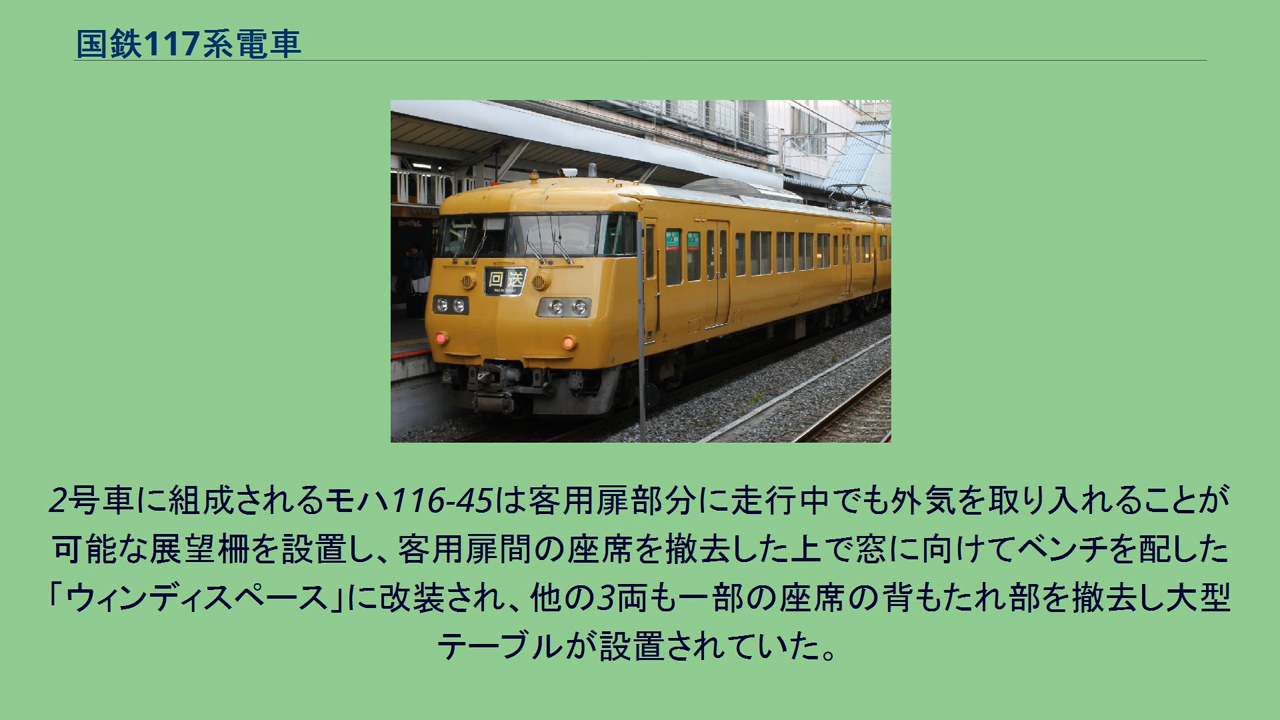 国鉄117系電車
回送
2号車に組成されるモハ116-45は客用扉部分に走行中でも外気を取り入れることが
可能な展望柵を設置し、客用扉間の座席を撤去した上で窓に向けてベンチを配した
「ウィンディスペース」に改装され、他の3両も一部の座席の背もたれ部を撤去し大型
テーブルが設置されていた。